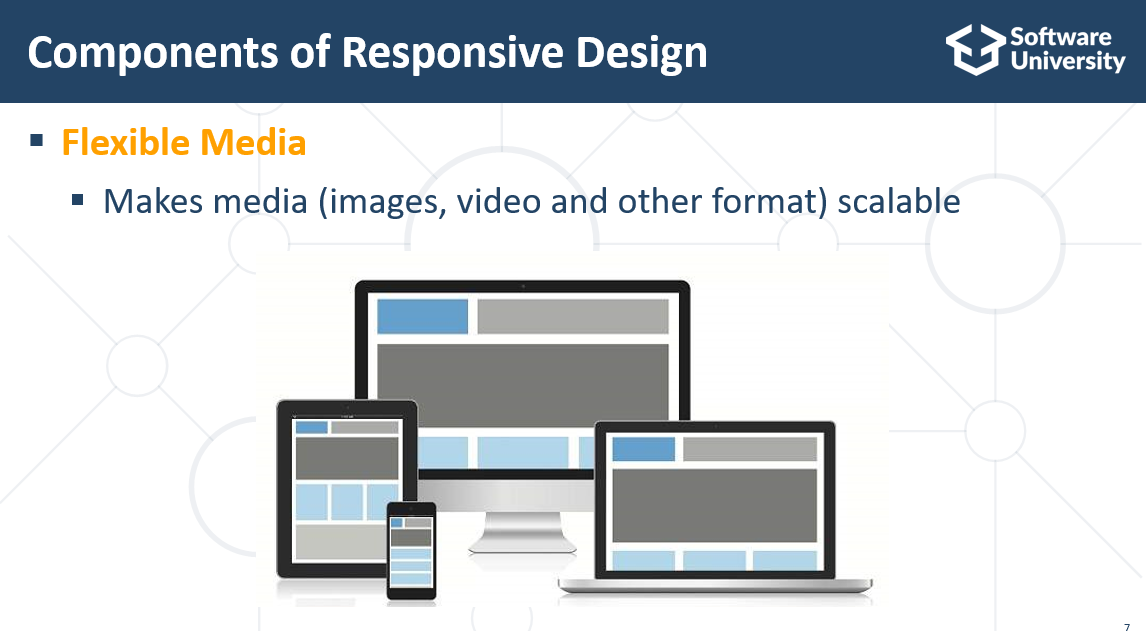 Components of Responsive Design
Software
University
▪ Flexible Media
▪ Makes media (images, video and other format) scalable
7